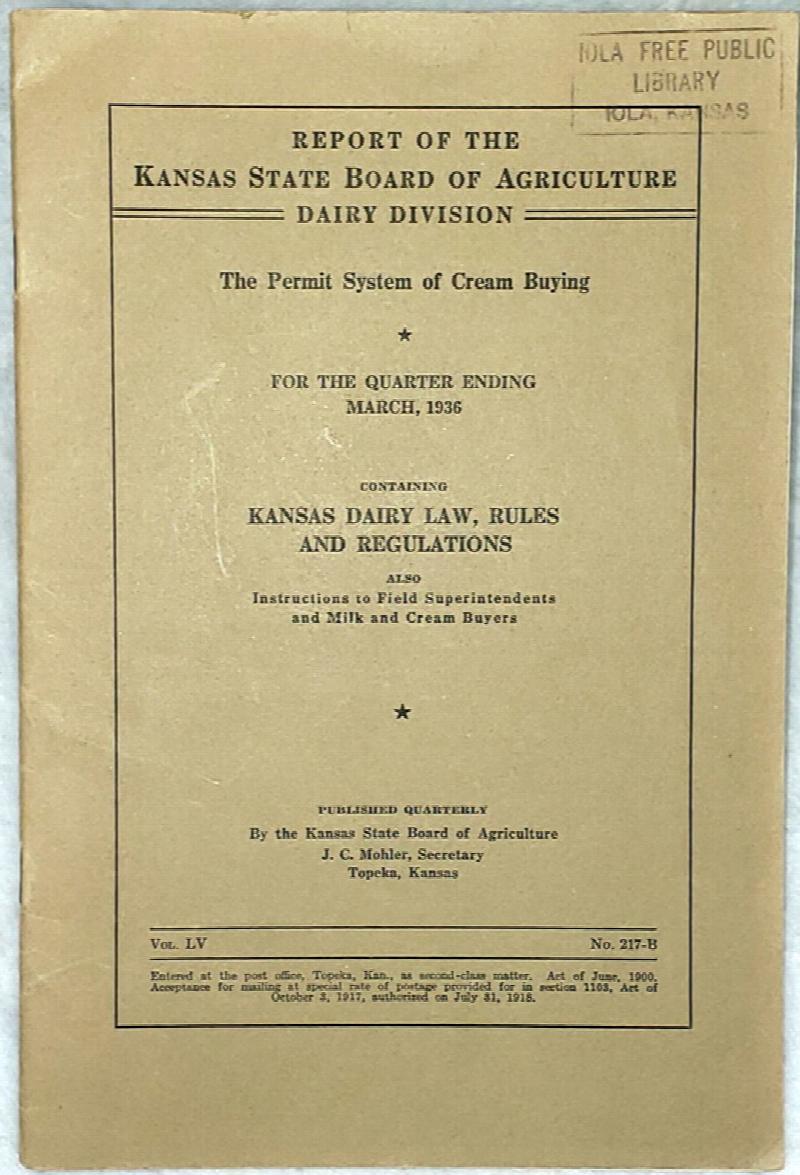 IOLA FREE PUBLIC
LIBRARY
IOLA, KANSAS
REPORT OF THE
KANSAS STATE BOARD OF AGRICULTURE
DAIRY DIVISION
The Permit System of Cream Buying
★
FOR THE QUARTER ENDING
MARCH, 1936
CONTAINING
KANSAS DAIRY LAW, RULES
AND REGULATIONS
ALSO
Instructions to Field Superintendents
and Milk and Cream Buyers
★
PUBLISHED QUARTERLY
By the Kansas State Board of Agriculture
J. C. Mohler, Secretary
Topeka, Kansas
VOL. LV No. 217-B
Entered at the post office, Topeka, Kan., as second-class matter. Act of June, 1900.
Acceptance for mailing at special rate of postage provided for in section 1103, Act of
October 3, 1917, authorized on July 31, 1918.